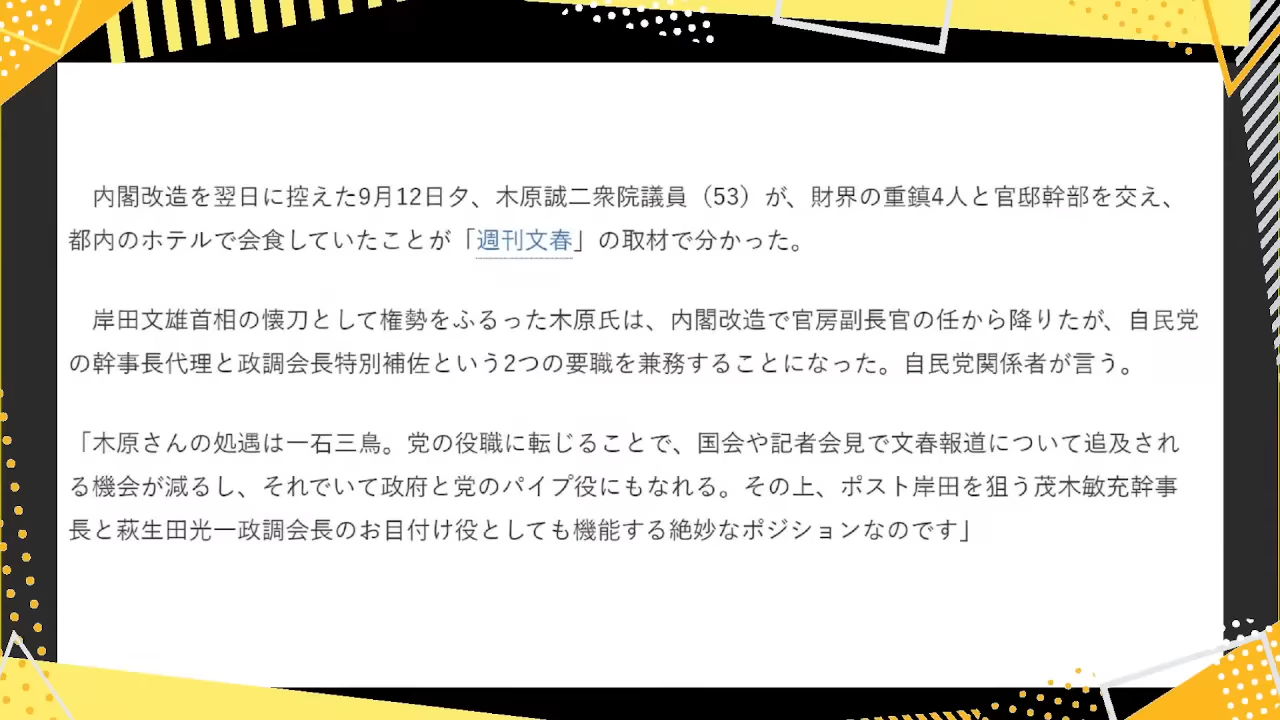 内閣改造を翌日に控えた9月12日夕、木原誠二衆院議員（53）が、財界の重鎮4人と官邸幹部を交え、
都内のホテルで会食していたことが「週刊文春」の取材で分かった。
岸田文雄首相の懐刀として権勢をふるった木原氏は、内閣改造で官房副長官の任から降りたが、自民党
の幹事長代理と政調会長特別補佐という2つの要職を兼務することになった。自民党関係者が言う。
「木原さんの処遇は一石三鳥。党の役職に転じることで、国会や記者会見で文春報道について追及され
る機会が減るし、それでいて政府と党のパイプ役にもなれる。その上、ポスト岸田を狙う茂木敏充幹事
長と萩生田光一政調会長のお目付け役としても機能する絶妙なポジションなのです」